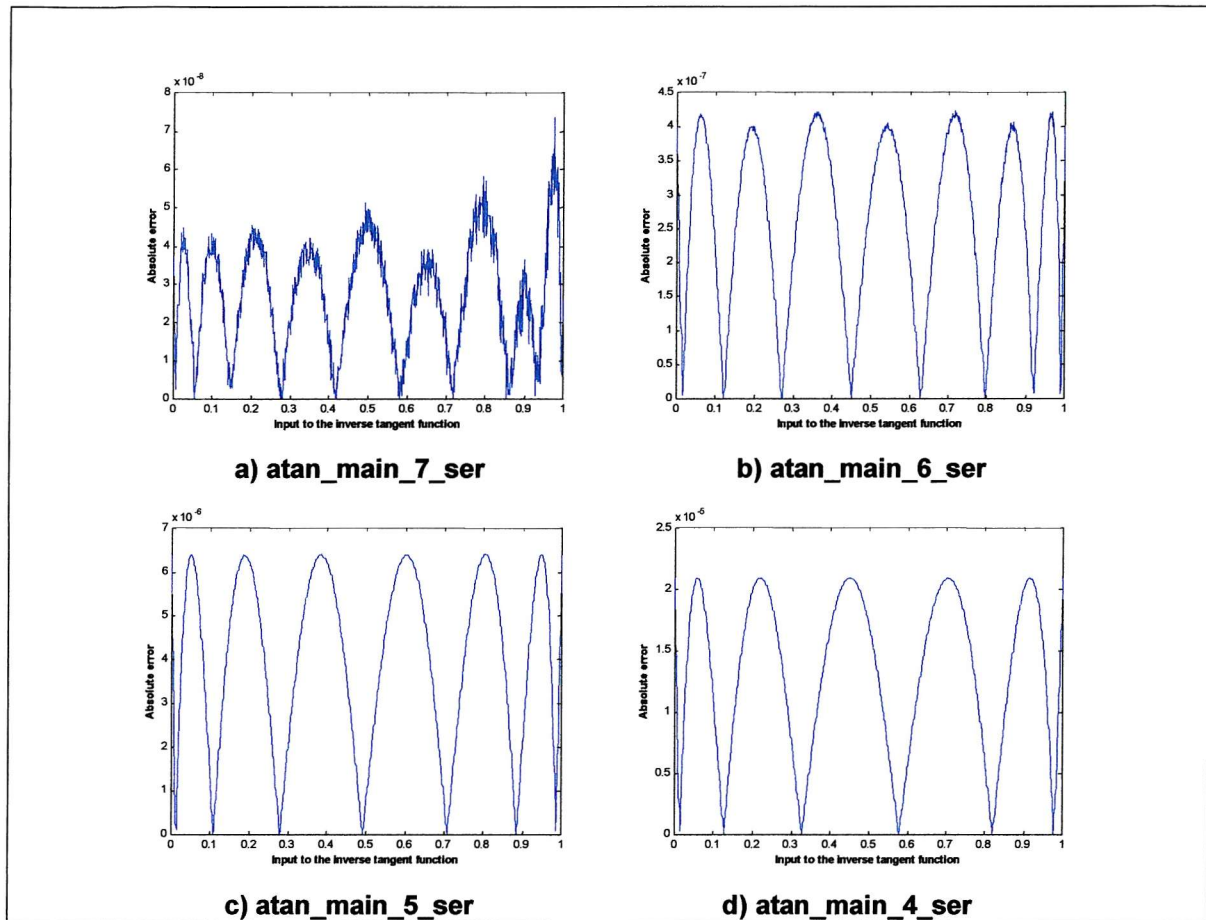 x 10⁻⁸
8
7
6
5
4
3
2
1
0
Absolute error
0 0.1 0.2 0.3 0.4 0.5 0.6 0.7 0.8 0.9 1
Input to the inverse tangent function
a) atan_main_7_ser
x 10⁻⁷
4.5
4
3.5
3
2.5
2
1.5
1
0.5
0
Absolute error
0 0.1 0.2 0.3 0.4 0.5 0.6 0.7 0.8 0.9 1
Input to the inverse tangent function
b) atan_main_6_ser
x 10⁻⁶
7
6
5
4
3
2
1
0
Absolute error
0 0.1 0.2 0.3 0.4 0.5 0.6 0.7 0.8 0.9 1
Input to the inverse tangent function
c) atan_main_5_ser
x 10⁻⁵
2.5
2
1.5
1
0.5
0
Absolute error
0 0.1 0.2 0.3 0.4 0.5 0.6 0.7 0.8 0.9 1
Input to the inverse tangent function
d) atan_main_4_ser